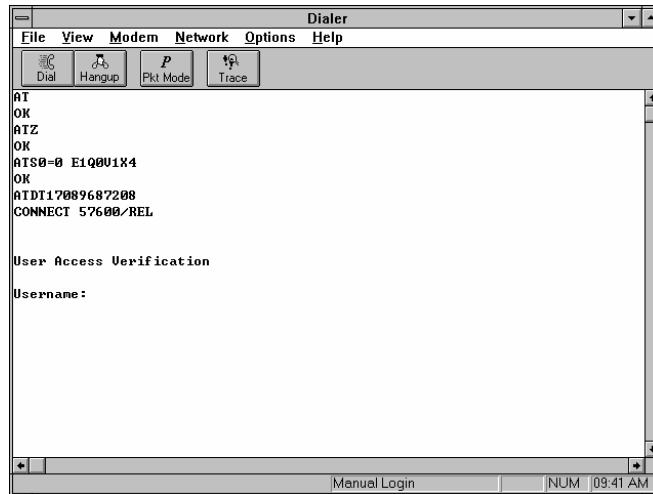 Dialer
File View Modem Network Options Help
Dial Hangup P Pkt Mode Trace
AT
OK
ATZ
OK
ATS0=0 E1Q0V1X4
OK
ATDT17089687208
CONNECT 57600/REL
User Access Verification
Username:
Manual Login NUM 09:41 AM